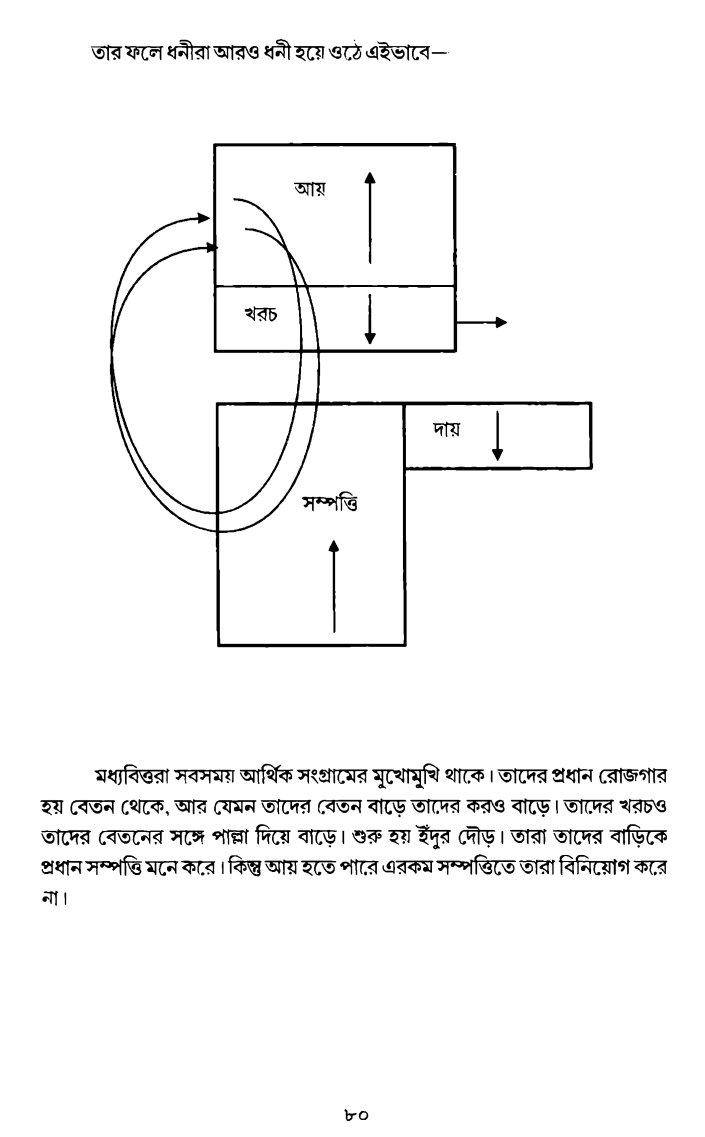 তার ফলে ধনীরা আরও ধনী হয়ে ওঠে এইভাবে—
আয়
খরচ
দায়
সম্পত্তি
মধ্যবিত্তরা সবসময় আর্থিক সংগ্রামের মুখোমুখি থাকে। তাদের প্রধান রোজগার
হয় বেতন থেকে, আর যেমন তাদের বেতন বাড়ে তাদের করও বাড়ে। তাদের খরচও
তাদের বেতনের সঙ্গে পাল্লা দিয়ে বাড়ে। শুরু হয় ইঁদুর দৌড়। তারা তাদের বাড়িকে
প্রধান সম্পত্তি মনে করে। কিন্তু আয় হতে পারে এরকম সম্পত্তিতে তারা বিনিয়োগ করে
না।
৮০